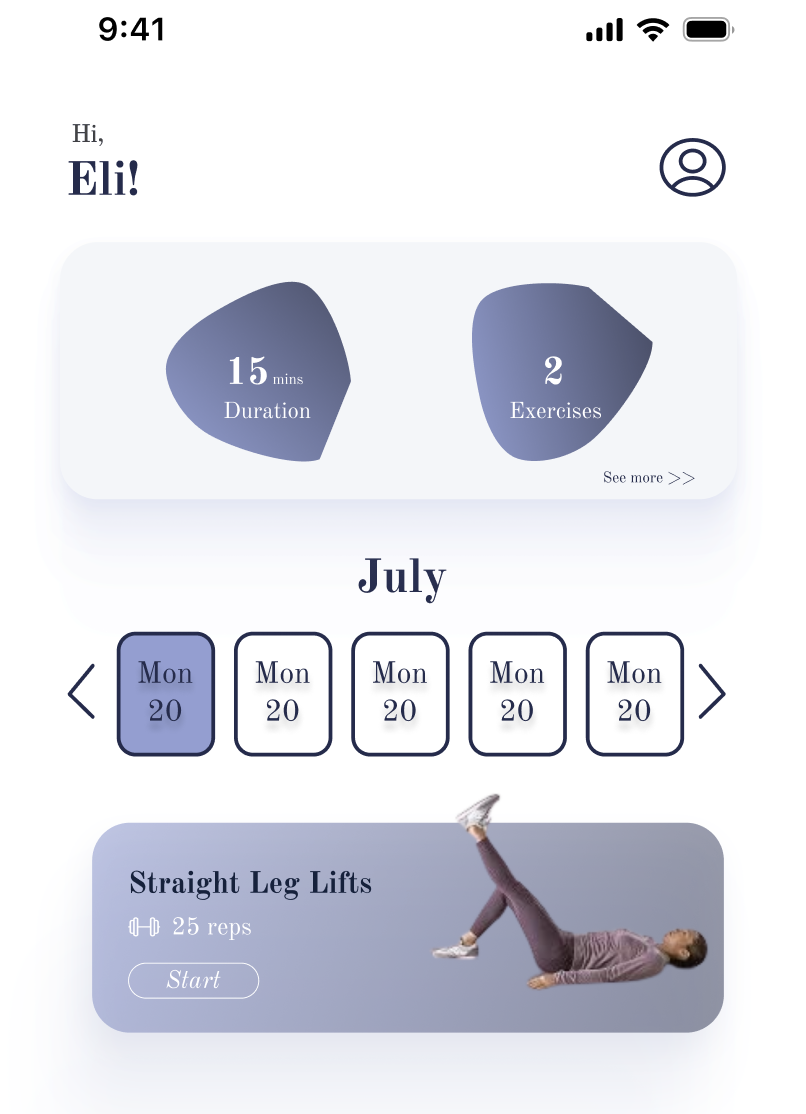 9:41
Hi,
Eli!
15 mins
Duration
2
Exercises
See more >>
July
Mon
20
Mon
20
Mon
20
Mon
20
Mon
20
Straight Leg Lifts
25 reps
Start